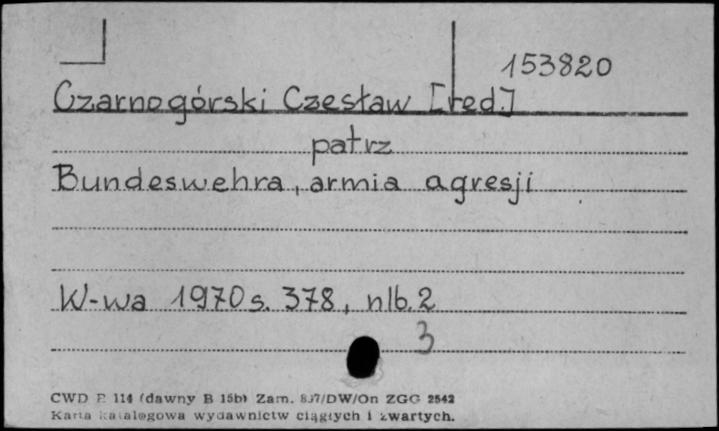 153820
Czarnogórski Czesław [red.]
patrz
Bundeswehra, armia agresji
W-wa 1970 s. 378, nlb. 2
3
CWD P 114 (dawny B 15b) Zam. 837/DW/On ZGG 2542
Karta katalogowa wydawnictw ciągłych i zwartych.